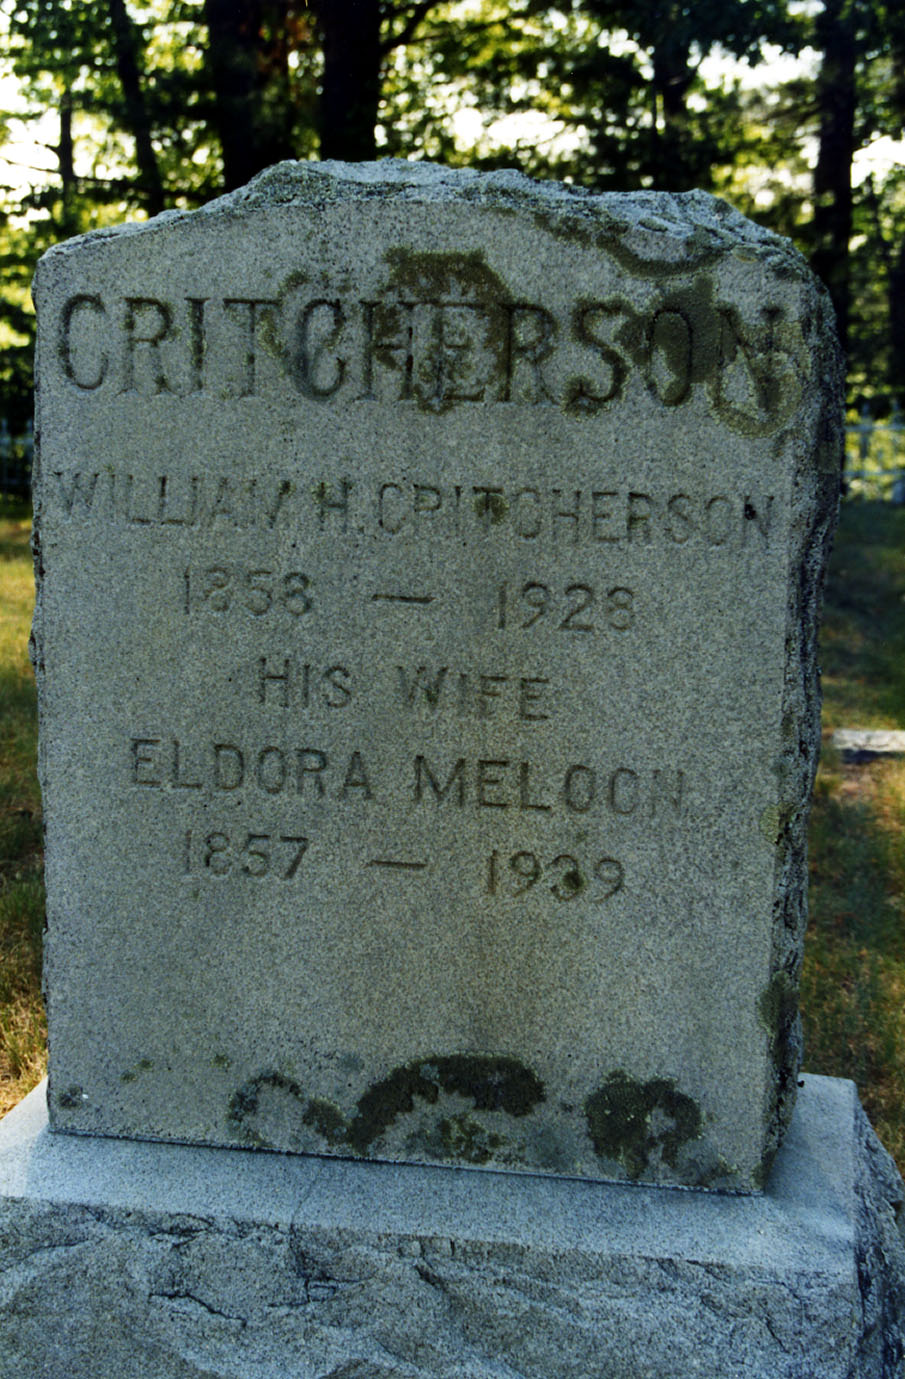 CRITCHERSON
WILLIAM H. CRITCHERSON
1858 — 1928
HIS WIFE
ELDORA MELOON
1857 — 1939